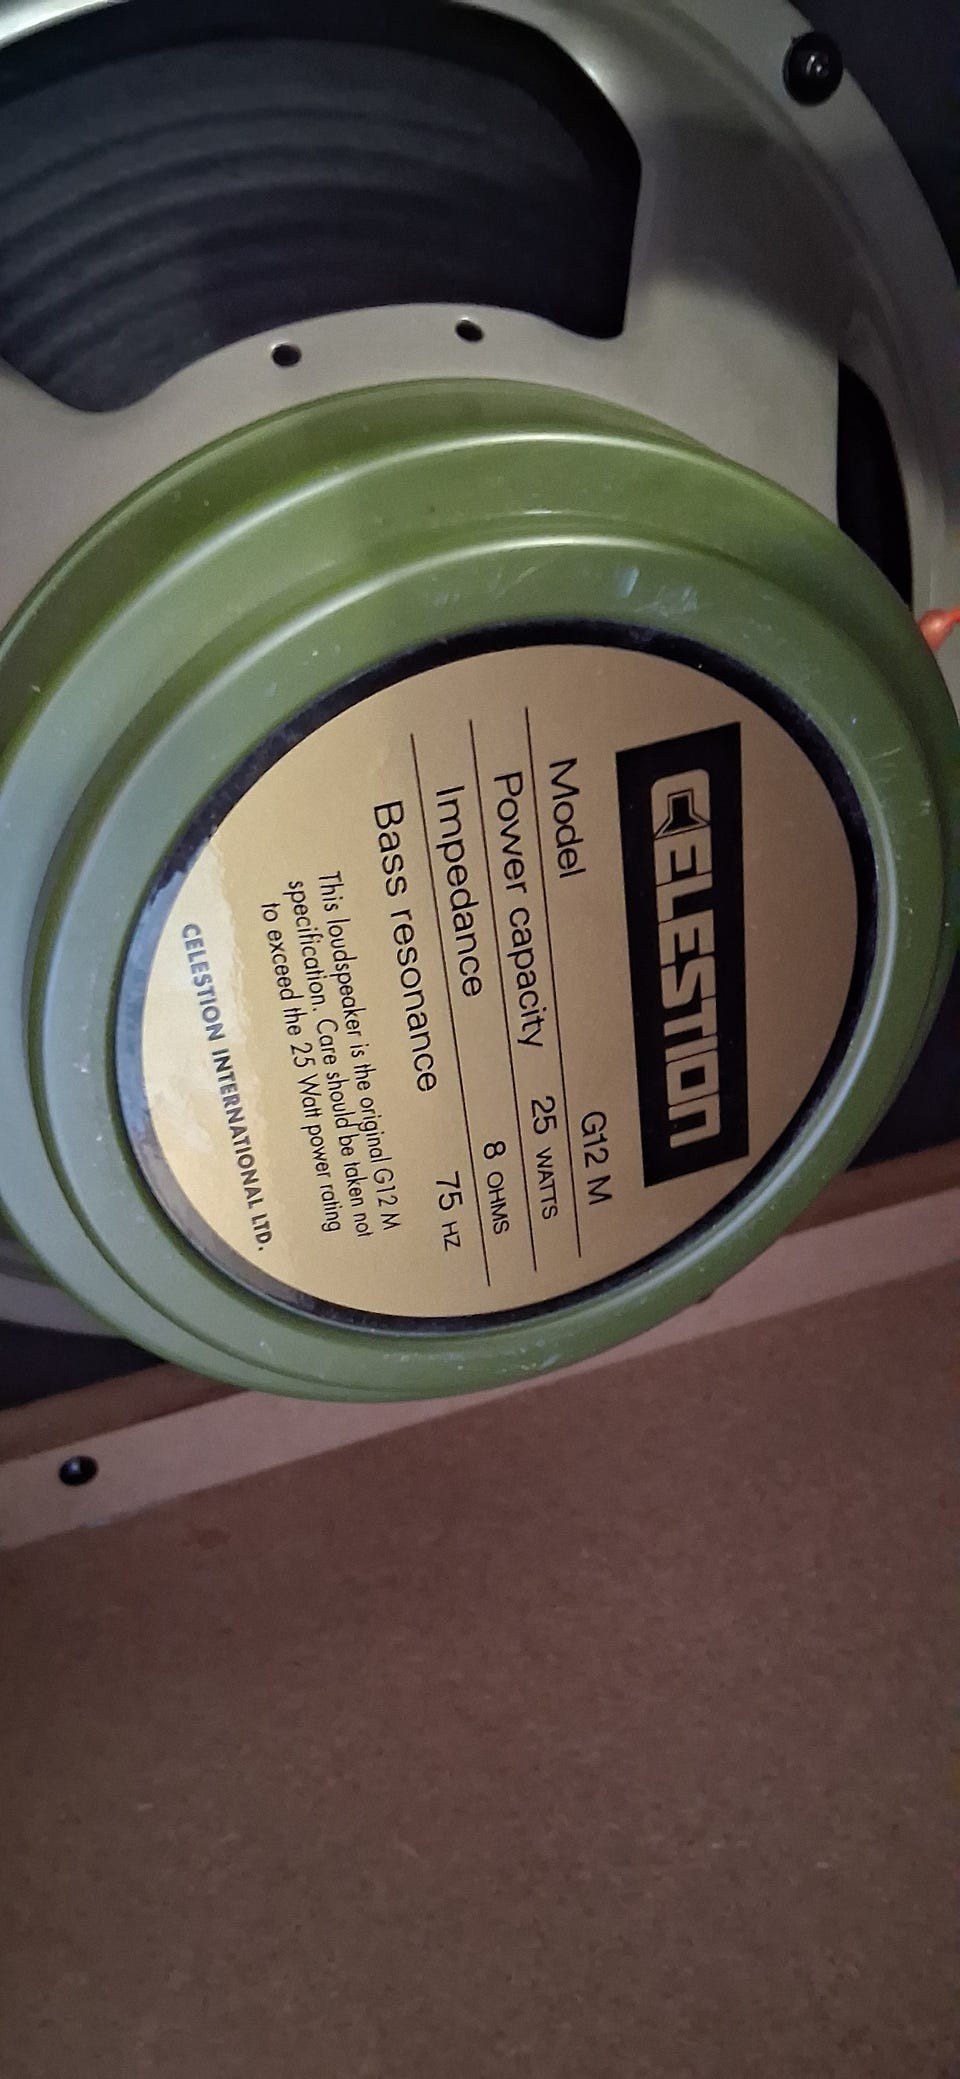 CELESTION
Model G12 M
Power capacity 25 WATTS
Impedance 8 OHMS
Bass resonance 75 HZ
This loudspeaker is the original G12 M
specification. Care should be taken not
to exceed the 25 Watt power rating
CELESTION INTERNATIONAL LTD.